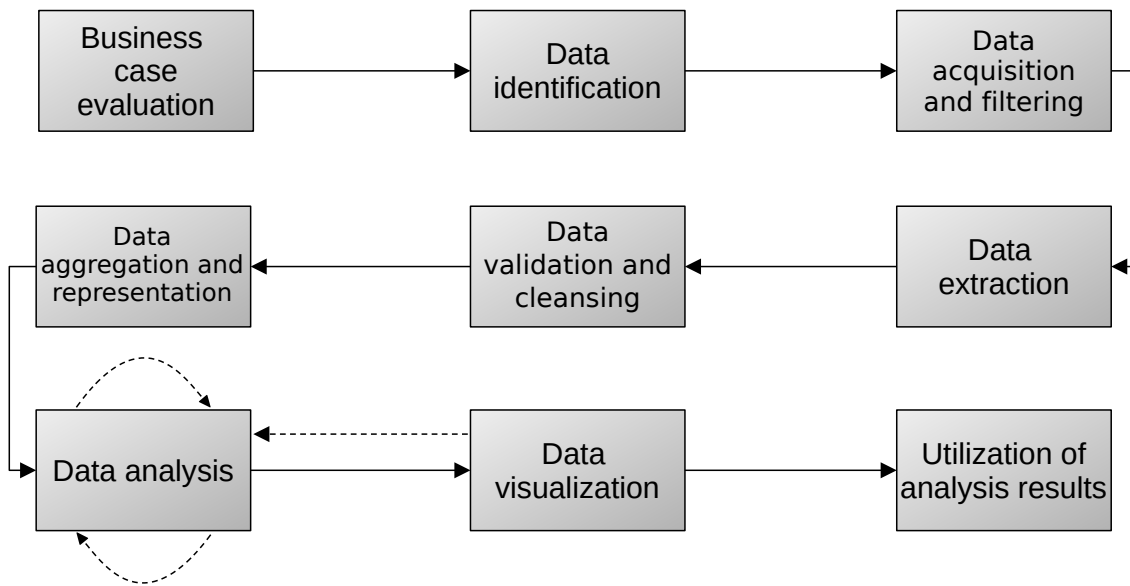 Business
case
evaluation
Data
identification
Data
acquisition
and filtering
Data
aggregation and
representation
Data
validation and
cleansing
Data
extraction
Data analysis
Data
visualization
Utilization of
analysis results